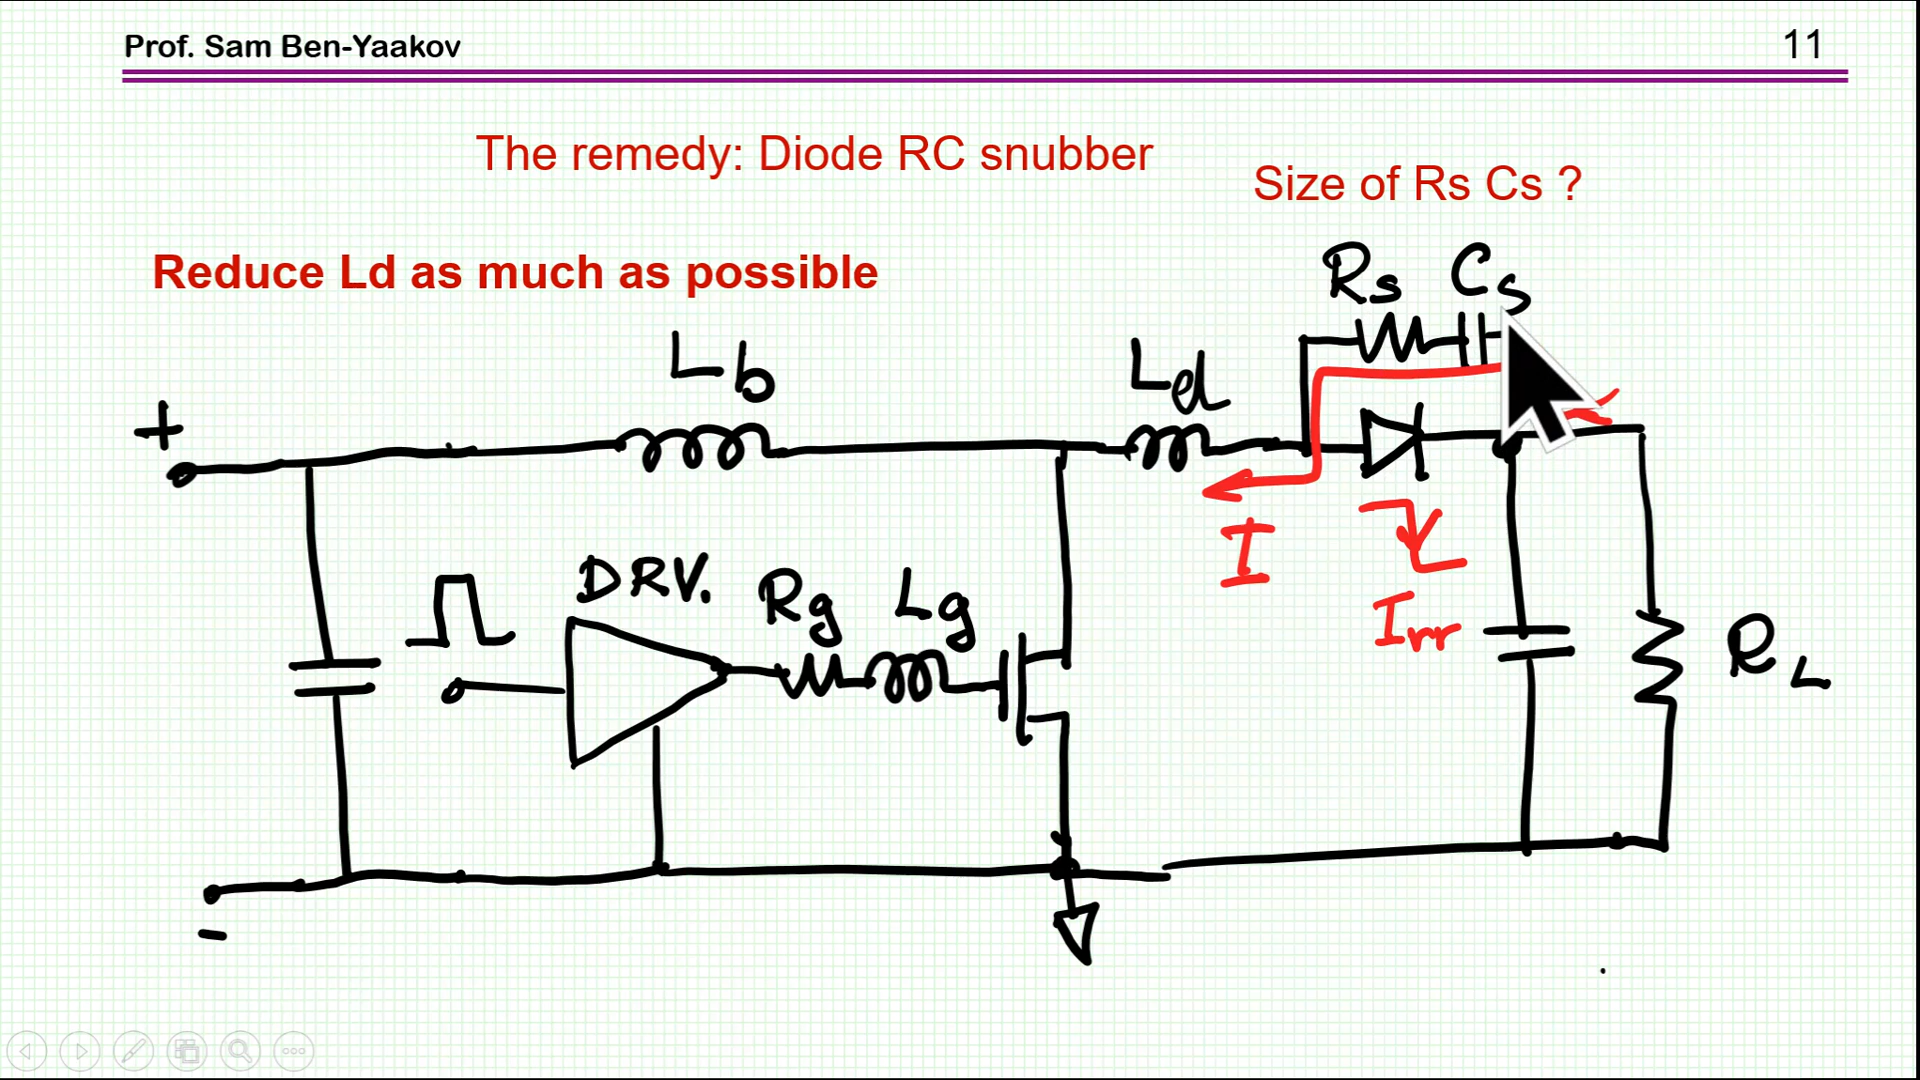 Prof. Sam Ben-Yaakov
11
The remedy: Diode RC snubber
Size of Rs Cs ?
Reduce Ld as much as possible
Rs Cs
Lb
Ld
+
DRV.
Rg
Lg
I
Irr
RL
-